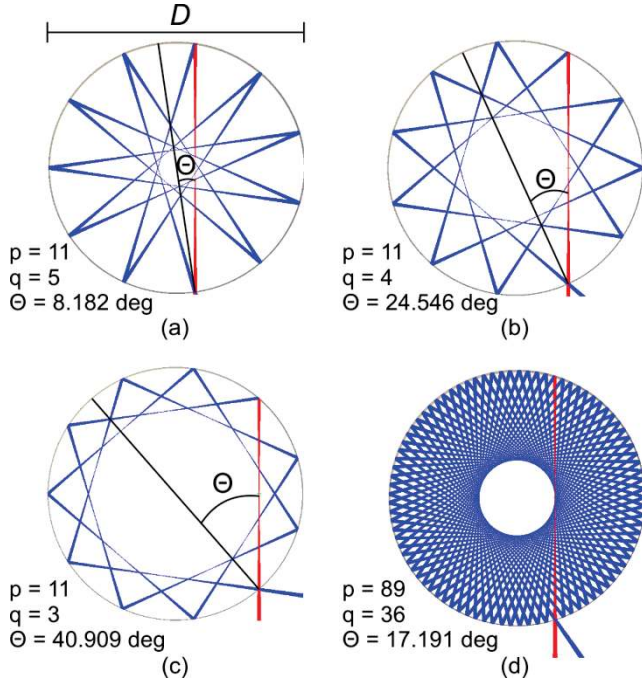 D
Θ
p = 11
q = 5
Θ = 8.182 deg
(a)
Θ
p = 11
q = 4
Θ = 24.546 deg
(b)
Θ
p = 11
q = 3
Θ = 40.909 deg
(c)
p = 89
q = 36
Θ = 17.191 deg
(d)